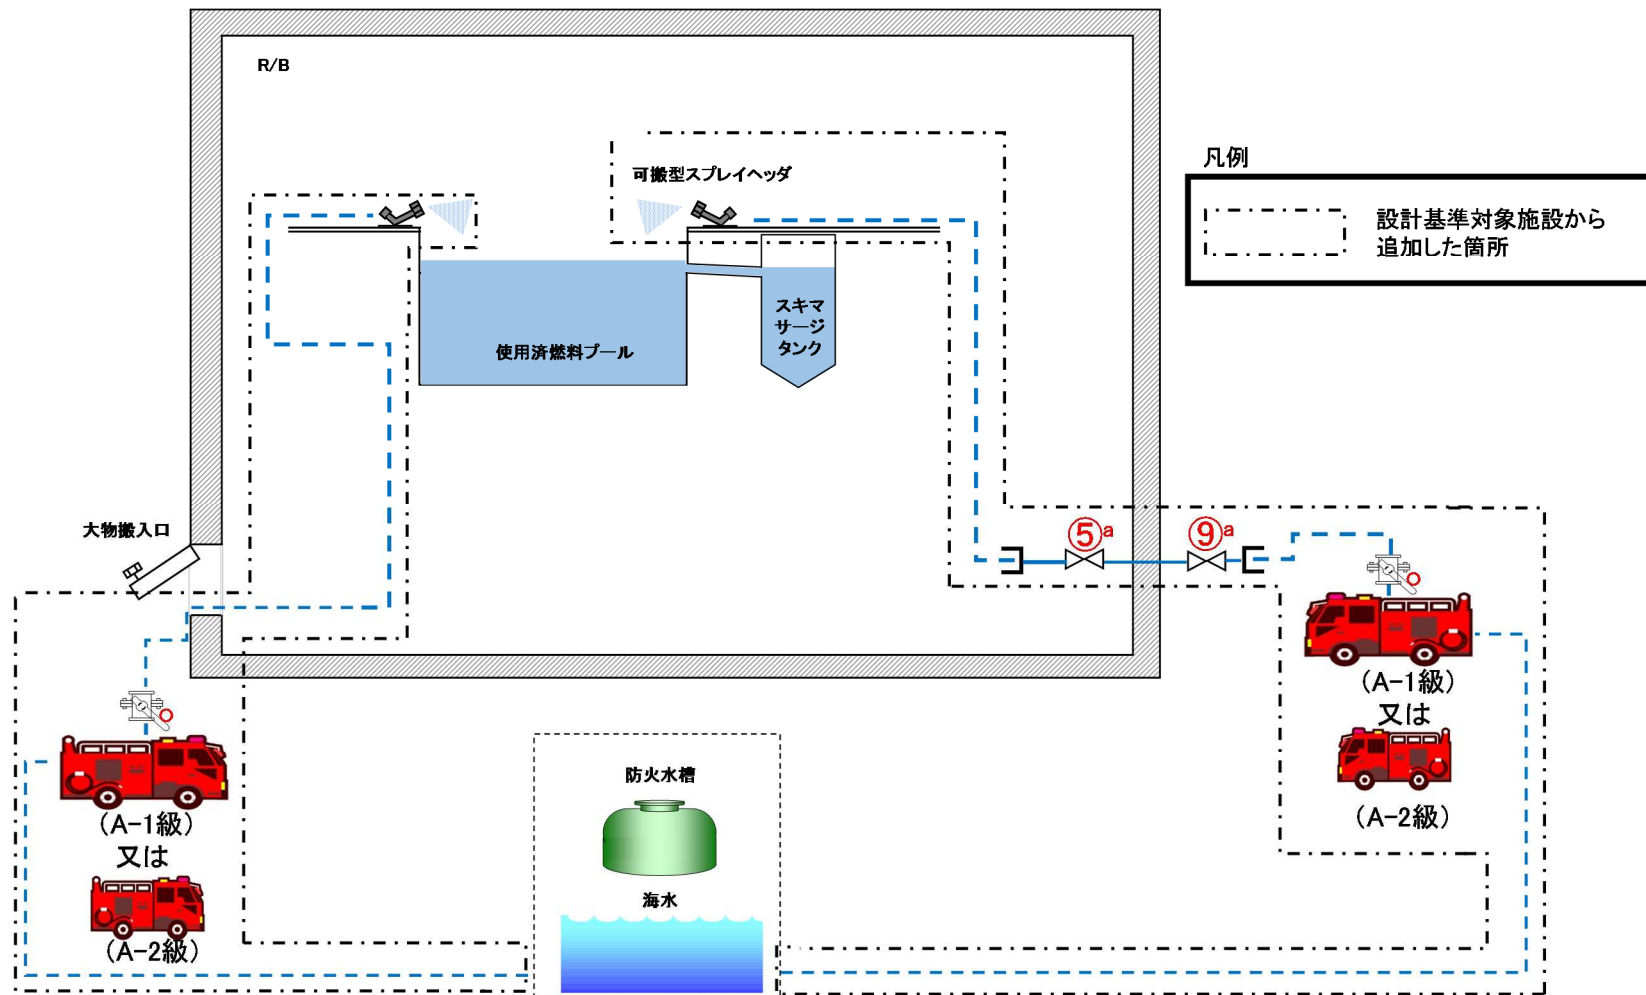 R/B
凡例
可搬型スプレイヘッダ
設計基準対象施設から
追加した箇所
スキマ
サージ
タンク
使用済燃料プール
大物搬入口
⑤a
⑨a
(A-1級)
又は
(A-2級)
防火水槽
(A-1級)
又は
海水
(A-2級)